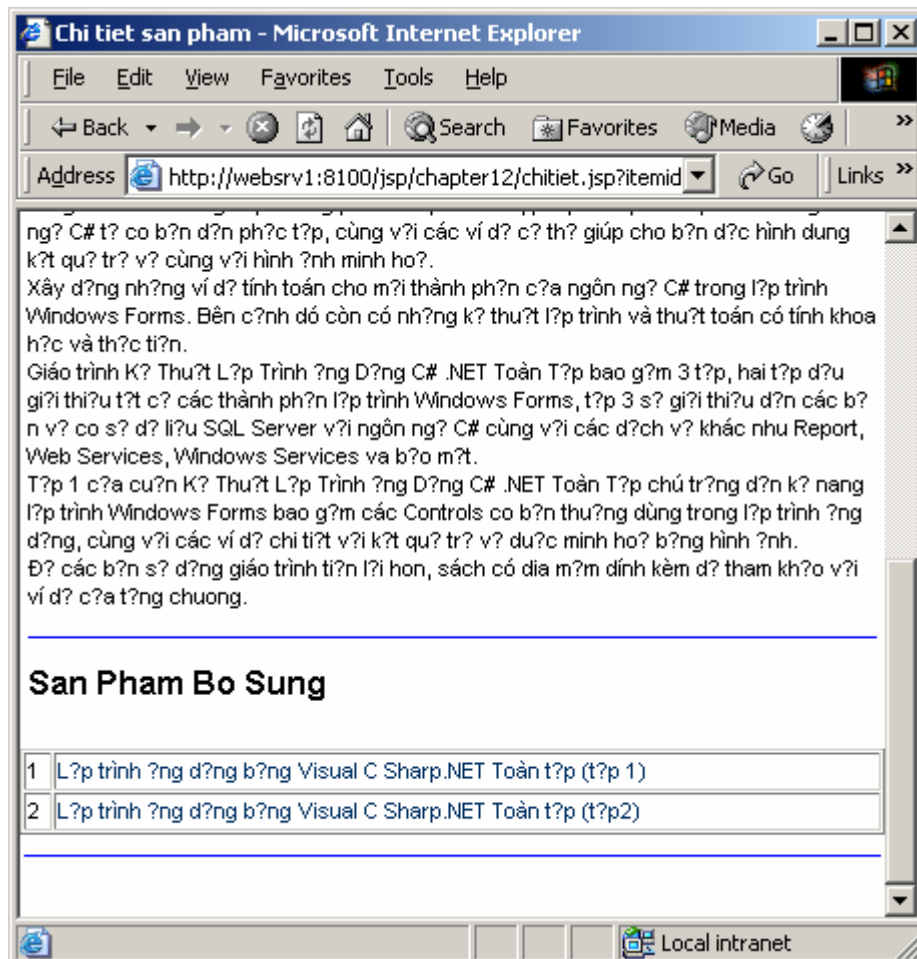 Chi tiet san pham - Microsoft Internet Explorer
File Edit View Favorites Tools Help
Back Search Favorites Media »
Address http://websrv1:8100/jsp/chapter12/chitiet.jsp?itemid Go Links »
ng? C# t? co b?n d?n ph?c t?p, cùng v?i các ví d? c? th? giúp cho b?n d?c hình dung
k?t qu? tr? v? cùng v?i hình ?nh minh ho?.
Xây d?ng nh?ng ví d? tính toán cho m?i thành ph?n c?a ngôn ng? C# trong l?p trình
Windows Forms. Bên c?nh dó còn có nh?ng k? thu?t l?p trình và thu?t toán có tính khoa
h?c và th?c ti?n.
Giáo trình K? Thu?t L?p Trình ?ng D?ng C# .NET Toàn T?p bao g?m 3 t?p, hai t?p d?u
gi?i thi?u t?t c? các thành ph?n l?p trình Windows Forms, t?p 3 s? gi?i thi?u d?n các b?
n v? co s? d? li?u SQL Server v?i ngôn ng? C# cùng v?i các d?ch v? khác nhu Report,
Web Services, Windows Services va b?o m?t.
T?p 1 c?a cu?n K? Thu?t L?p Trình ?ng D?ng C# .NET Toàn T?p chú tr?ng d?n k? nang
l?p trình Windows Forms bao g?m các Controls co b?n thu?ng dùng trong l?p trình ?ng
d?ng, cùng v?i các ví d? chi ti?t v?i k?t qu? tr? v? du?c minh ho? b?ng hình ?nh.
Đ? các b?n s? d?ng giáo trình ti?n l?i hon, sách có dia m?m dính kèm d? tham kh?o v?i
ví d? c?a t?ng chuong.
San Pham Bo Sung
1 L?p trình ?ng d?ng b?ng Visual C Sharp.NET Toàn t?p (t?p 1)
2 L?p trình ?ng d?ng b?ng Visual C Sharp.NET Toàn t?p (t?p2)
Local intranet